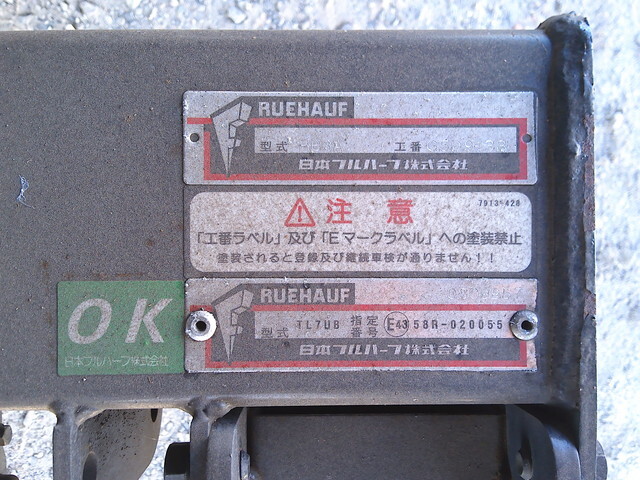 RUEHAUF
型式 工番
日本フルハーフ株式会社
注意
79135428
「工番ラベル」及び「Eマークラベル」への塗装禁止
塗装されると登録及び継続車検が通りません!!
RUEHAUF
型式 TL7UB 指定番号 E43 58R-020055
日本フルハーフ株式会社
OK
日本フルハーフ株式会社